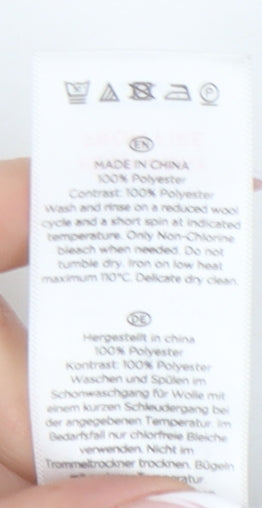 EN
MADE IN CHINA
100% Polyester
Contrast: 100% Polyester
Wash and rinse on a reduced wool
cycle and a short spin at indicated
temperature. Only Non-Chlorine
bleach when needed. Do not
tumble dry. Iron on low heat
maximum 110°C. Delicate dry clean.
DE
Hergestellt in china
100% Polyester
Kontrast: 100% Polyester
Waschen und Spülen im
Schonwaschgang für Wolle mit
einem kurzen Schleudergang bei
der angegebenen Temperatur. Im
Bedarfsfall nur chlorfreie Bleiche
verwenden. Nicht im
Trommeltrockner trocknen. Bügeln
Temperatur